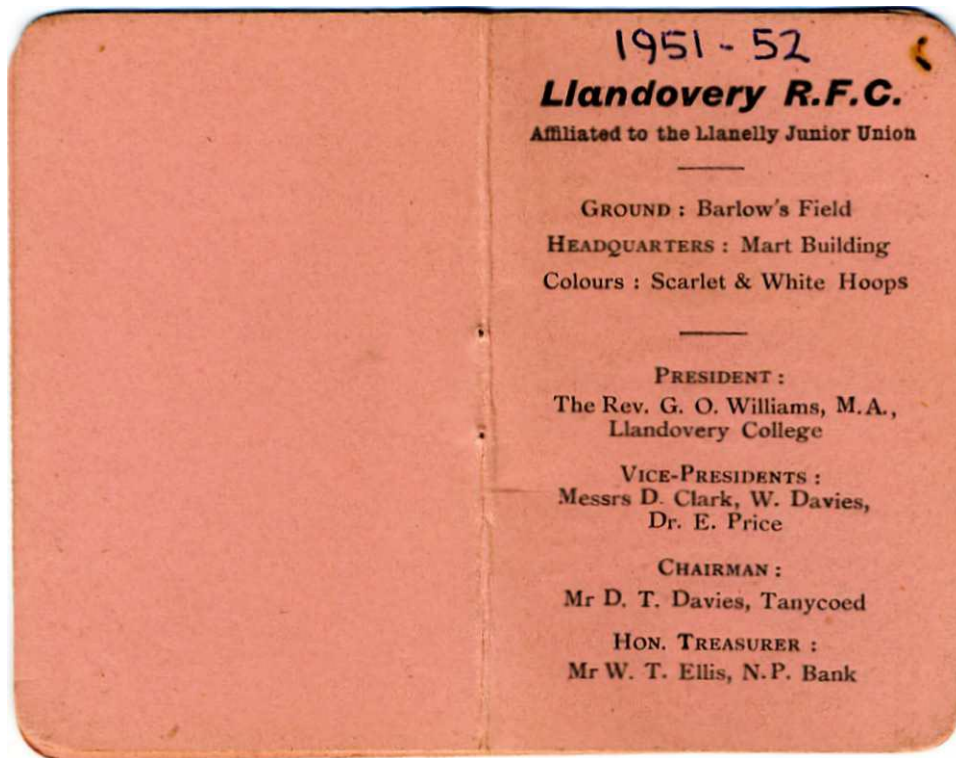 1951 - 52
Llandovery R.F.C.
Affiliated to the Llanelly Junior Union
GROUND : Barlow's Field
HEADQUARTERS : Mart Building
Colours : Scarlet & White Hoops
PRESIDENT :
The Rev. G. O. Williams, M.A.,
Llandovery College
VICE-PRESIDENTS :
Messrs D. Clark, W. Davies,
Dr. E. Price
CHAIRMAN :
Mr D. T. Davies, Tanycoed
HON. TREASURER :
Mr W. T. Ellis, N.P. Bank